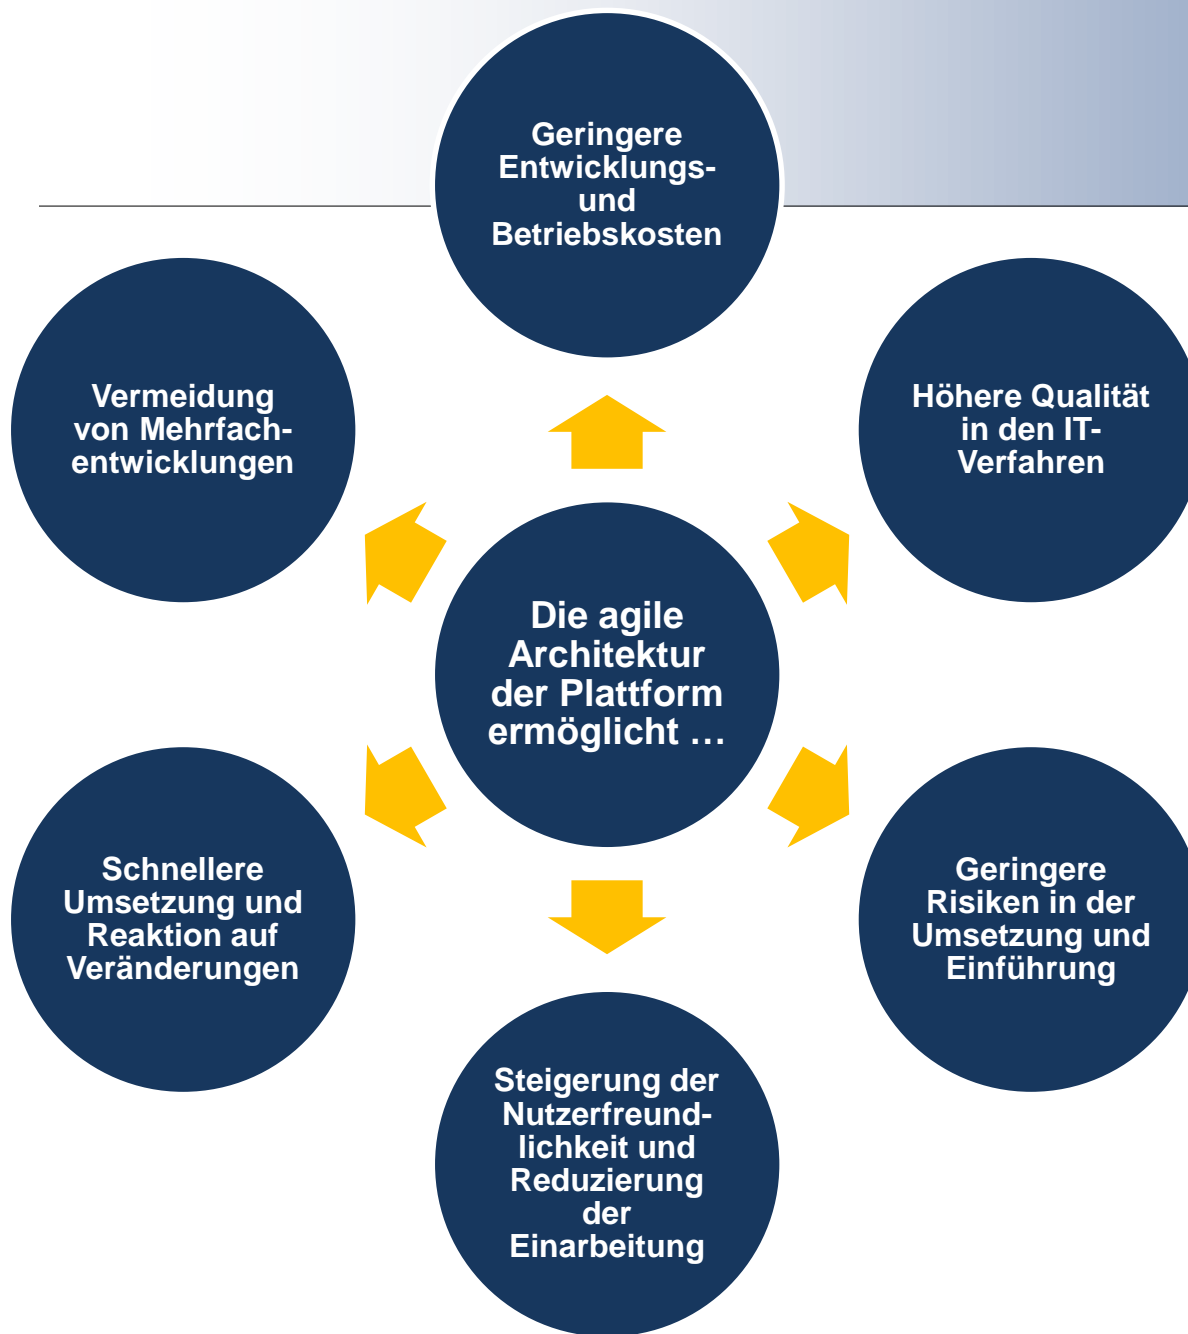 Geringere
Entwicklungs-
und
Betriebskosten
Vermeidung
von Mehrfach-
entwicklungen
Höhere Qualität
in den IT-
Verfahren
Die agile
Architektur
der Plattform
ermöglicht …
Schnellere
Umsetzung und
Reaktion auf
Veränderungen
Geringere
Risiken in der
Umsetzung und
Einführung
Steigerung der
Nutzerfreund-
lichkeit und
Reduzierung
der
Einarbeitung